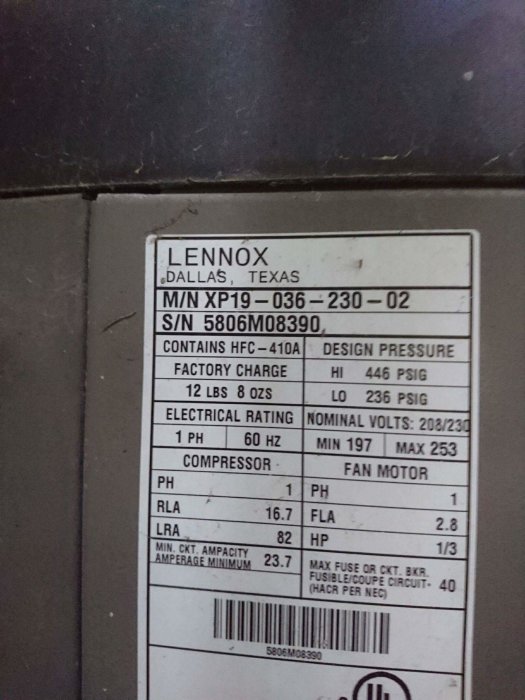 LENNOX
DALLAS, TEXAS
M/N XP19-036-230-02
S/N 5806M08390
CONTAINS HFC-410A DESIGN PRESSURE
FACTORY CHARGE HI 446 PSIG
12 LBS 8 OZS LO 236 PSIG
ELECTRICAL RATING NOMINAL VOLTS: 208/230
1 PH 60 HZ MIN 197 MAX 253
COMPRESSOR FAN MOTOR
PH 1 PH 1
RLA 16.7 FLA 2.8
LRA 82 HP 1/3
MIN. CKT. AMPACITY
AMPERAGE MINIMUM 23.7
MAX FUSE OR CKT. BKR.
FUSIBLE/COUPE CIRCUIT- 40
(HACR PER NEC)
5806M08390
UL